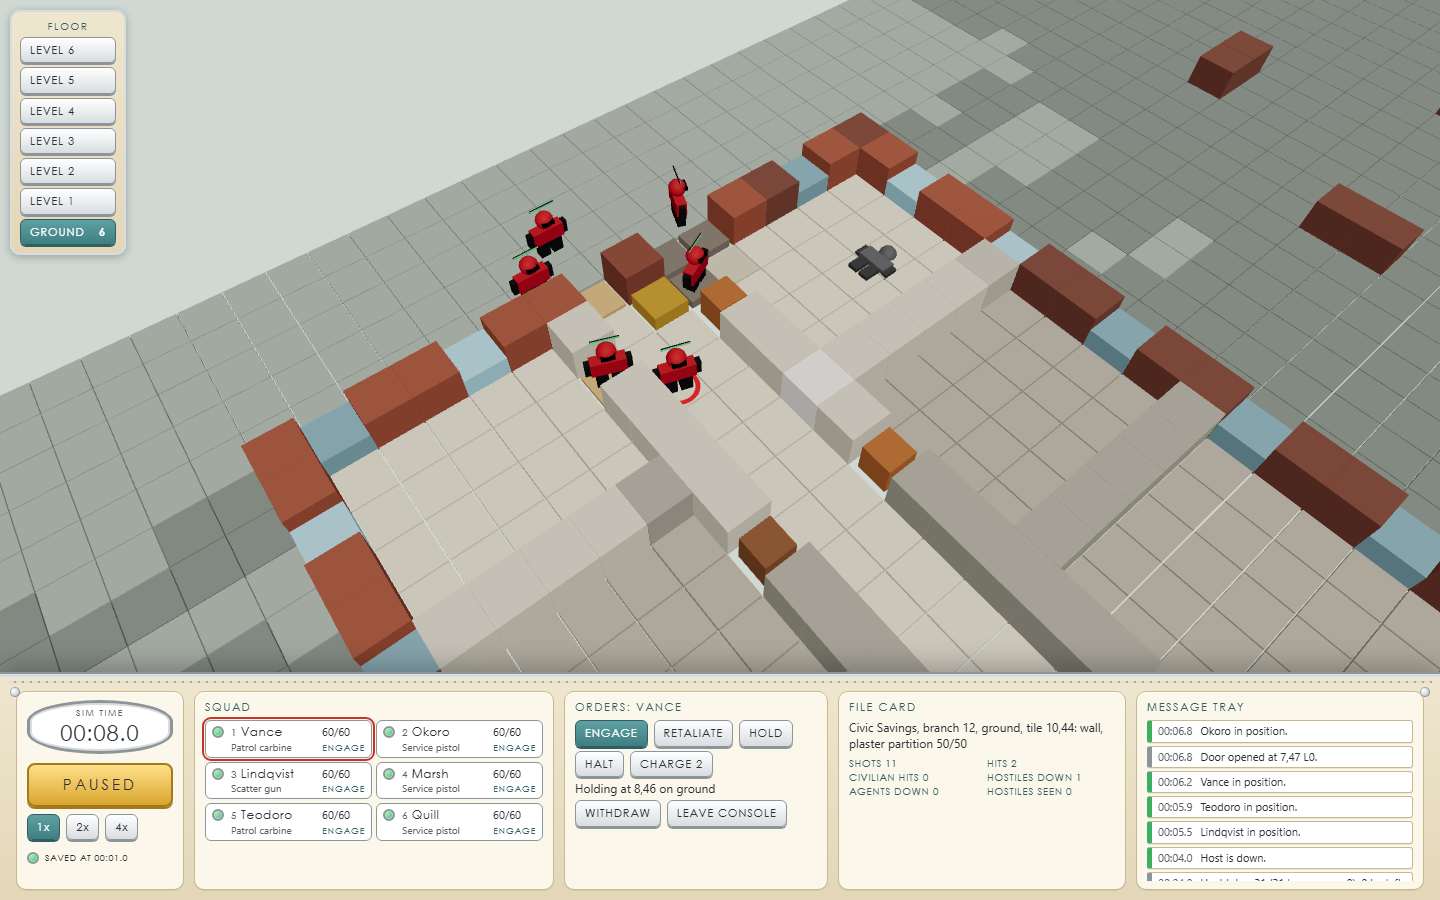 FLOOR
LEVEL 6
LEVEL 5
LEVEL 4
LEVEL 3
LEVEL 2
LEVEL 1
GROUND 6
SIM TIME
00:08.0
PAUSED
1x 2x 4x
SAVED AT 00:01.0
SQUAD
1 Vance 60/60
Patrol carbine ENGAGE
2 Okoro 60/60
Service pistol ENGAGE
3 Lindqvist 60/60
Scatter gun ENGAGE
4 Marsh 60/60
Service pistol ENGAGE
5 Teodoro 60/60
Patrol carbine ENGAGE
6 Quill 60/60
Service pistol ENGAGE
ORDERS: VANCE
ENGAGE RETALIATE HOLD
HALT CHARGE 2
Holding at 8,46 on ground
WITHDRAW LEAVE CONSOLE
FILE CARD
Civic Savings, branch 12, ground, tile 10,44: wall,
plaster partition 50/50
SHOTS 11 HITS 2
CIVILIAN HITS 0 HOSTILES DOWN 1
AGENTS DOWN 0 HOSTILES SEEN 0
MESSAGE TRAY
00:06.8 Okoro in position.
00:06.8 Door opened at 7,47 L0.
00:06.2 Vance in position.
00:05.9 Teodoro in position.
00:05.5 Lindqvist in position.
00:04.0 Host is down.